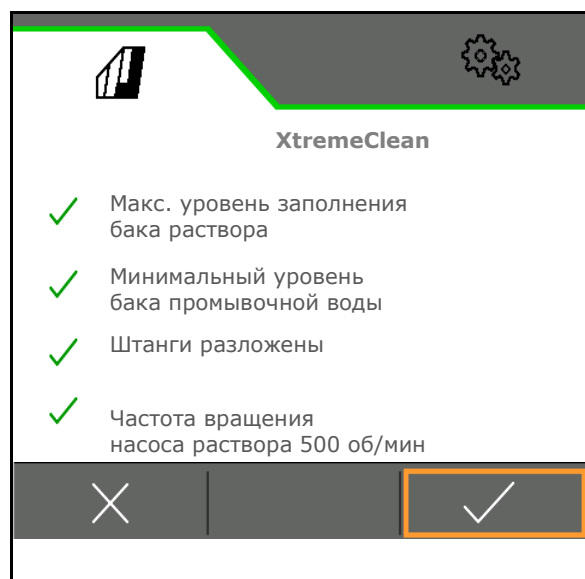 XtremeClean
Макс. уровень заполнения
бака раствора
Минимальный уровень
бака промывочной воды
Штанги разложены
Частота вращения
насоса раствора 500 об/мин